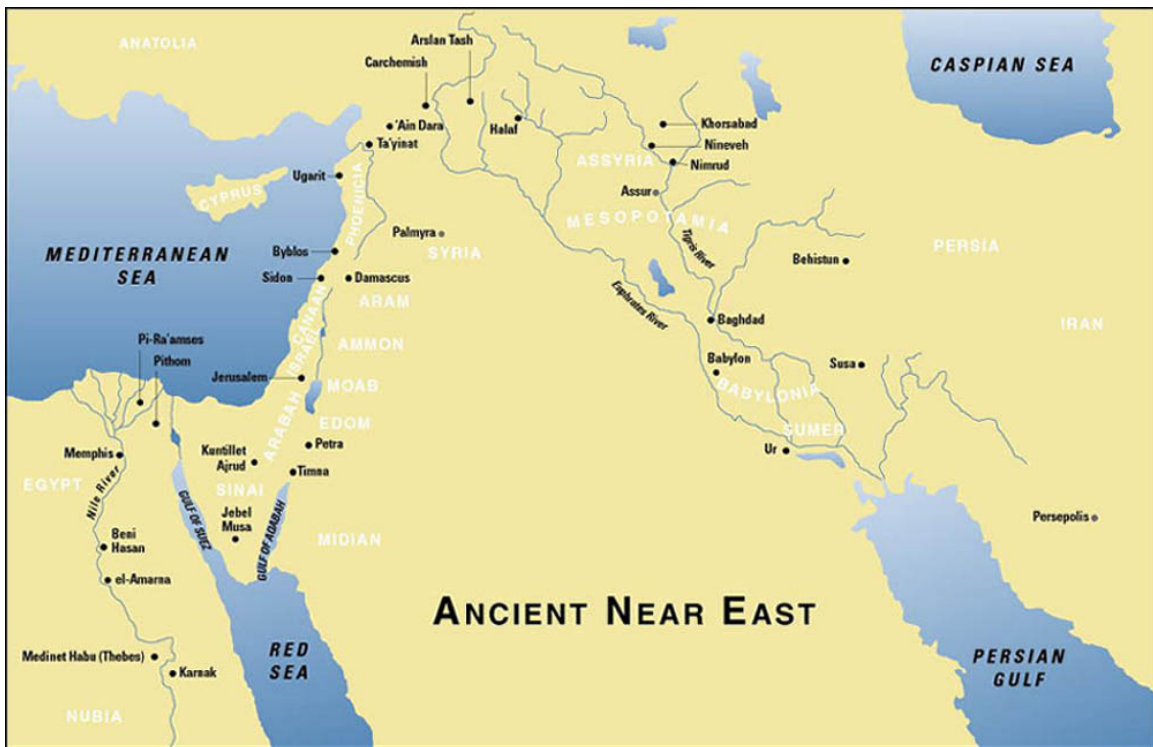 ANATOLIA
Arslan Tash
Carchemish
CASPIAN SEA
'Ain Dara
Halaf
Khorsabad
Ta'yinat
Nineveh
ASSYRIA
Nimrud
Ugarit
CYPRUS
PHOENICIA
Assur
MESOPOTAMIA
Palmyra
SYRIA
Tigris River
PERSIA
MEDITERRANEAN
SEA
Byblos
Behistun
Sidon
Damascus
ARAM
Euphrates River
CANAAN
Baghdad
IRAN
Pi-Ra'amses
AMMON
ISRAEL
Pithom
Babylon
Susa
Jerusalem
MOAB
BABYLONIA
ARABAH
EDOM
SUMER
Memphis
Kuntillet
Ajrud
Petra
Ur
EGYPT
Nile River
Timna
SINAI
GULF OF SUEZ
Jebel
Musa
GULF OF ADABAH
MIDIAN
Persepolis
Beni
Hasan
el-Amarna
ANCIENT NEAR EAST
RED
SEA
Medinet Habu (Thebes)
Karnak
PERSIAN
GULF
NUBIA